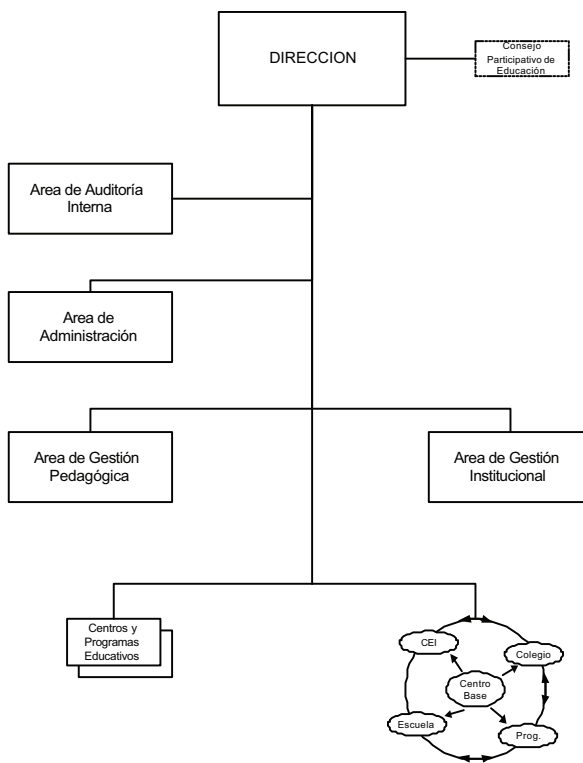 DIRECCION
Consejo
Participativo de
Educación
Area de Auditoría
Interna
Area de
Administración
Area de Gestión
Pedagógica
Area de Gestión
Institucional
Centros y
Programas
Educativos
CEI
Colegio
Centro
Base
Escuela
Prog.